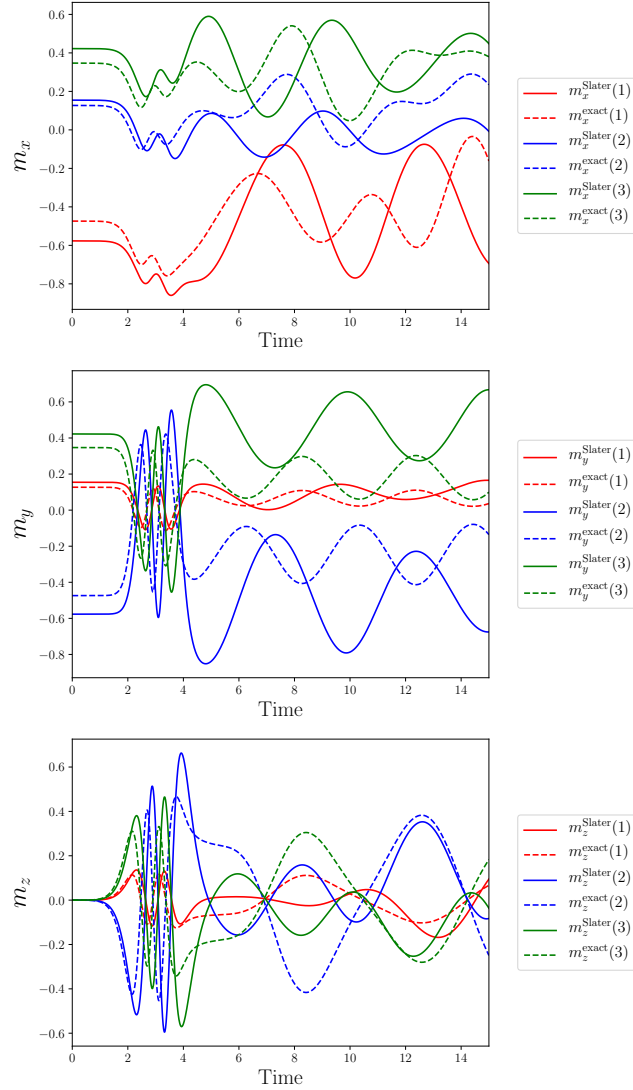 0.6
0.4
0.2
0.0
−0.2
−0.4
−0.6
−0.8
m_x
0 2 4 6 8 10 12 14
Time
m_x^Slater(1)
m_x^exact(1)
m_x^Slater(2)
m_x^exact(2)
m_x^Slater(3)
m_x^exact(3)
0.6
0.4
0.2
0.0
−0.2
−0.4
−0.6
−0.8
m_y
0 2 4 6 8 10 12 14
Time
m_y^Slater(1)
m_y^exact(1)
m_y^Slater(2)
m_y^exact(2)
m_y^Slater(3)
m_y^exact(3)
0.6
0.4
0.2
0.0
−0.2
−0.4
−0.6
m_z
0 2 4 6 8 10 12 14
Time
m_z^Slater(1)
m_z^exact(1)
m_z^Slater(2)
m_z^exact(2)
m_z^Slater(3)
m_z^exact(3)